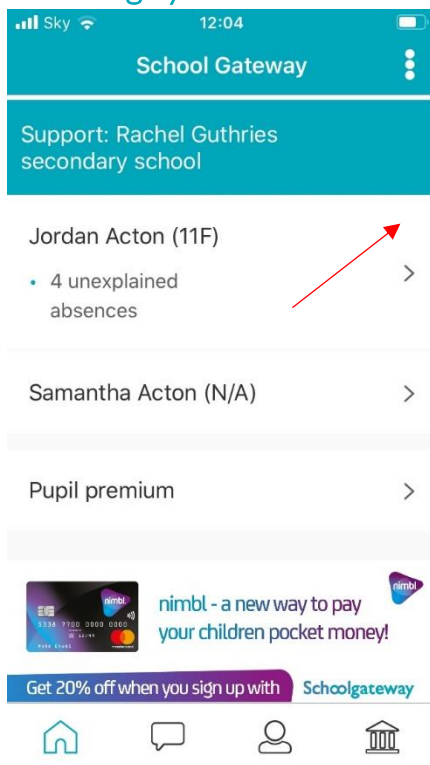 Sky 12:04
School Gateway
Support: Rachel Guthries
secondary school
Jordan Acton (11F)
• 4 unexplained
absences
Samantha Acton (N/A)
Pupil premium
nimbl
nimbl.
nimbl - a new way to pay
your children pocket money!
Get 20% off when you sign up with Schoolgateway